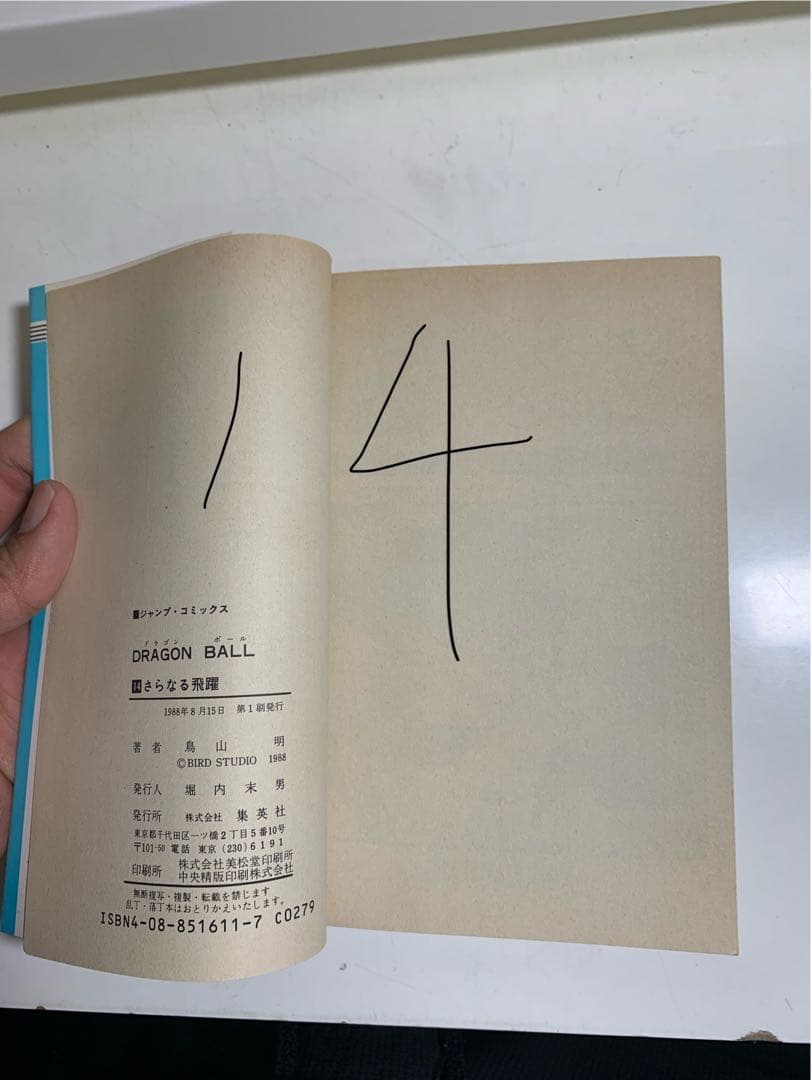 14
■ジャンプ・コミックス
ドラゴン ボール
DRAGON BALL
14さらなる飛躍
1988年8月15日 第1刷発行
著者 鳥山 明
©BIRD STUDIO 1988
発行人 堀内末男
発行所 株式会社 集英社
東京都千代田区一ツ橋2丁目5番10号
〒101-50 電話 東京 (230) 6191
印刷所 株式会社美松堂印刷所
中央精版印刷株式会社
無断複写・複製・転載を禁じます
乱丁・落丁本はおとりかえいたします。
ISBN4-08-851611-7 C0279